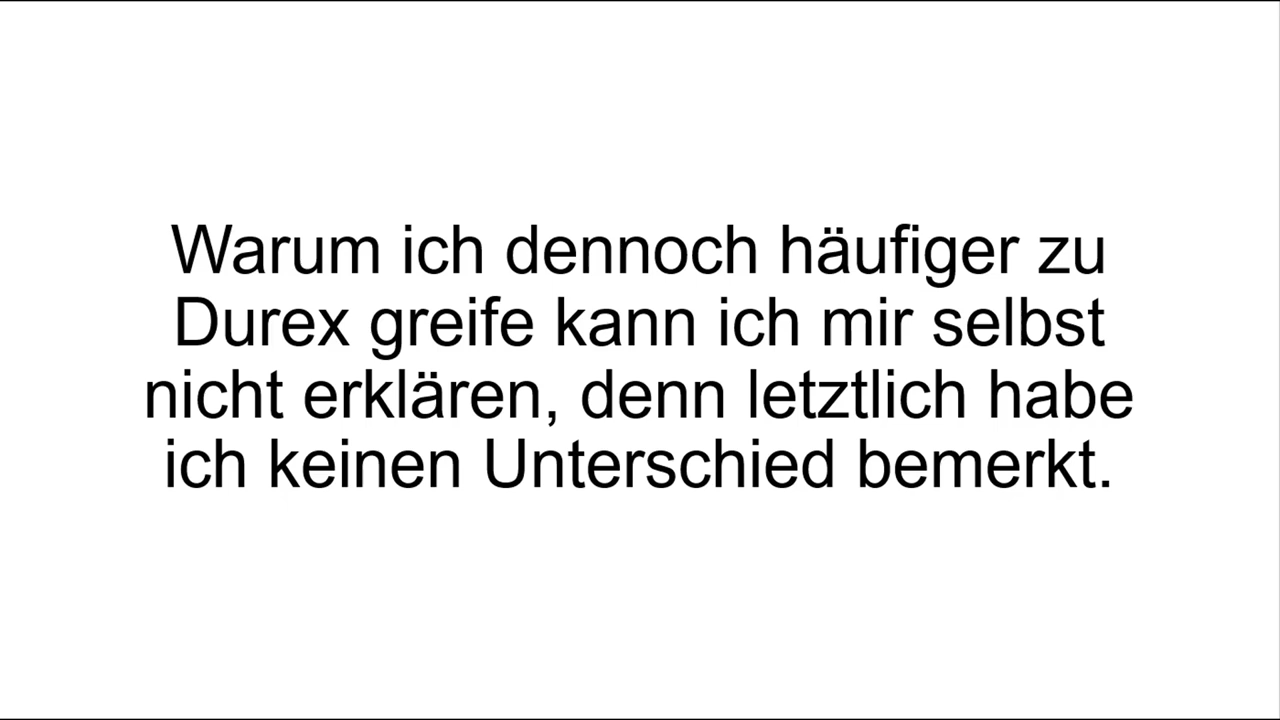 Warum ich dennoch häufiger zu
Durex greife kann ich mir selbst
nicht erklären, denn letztlich habe
ich keinen Unterschied bemerkt.